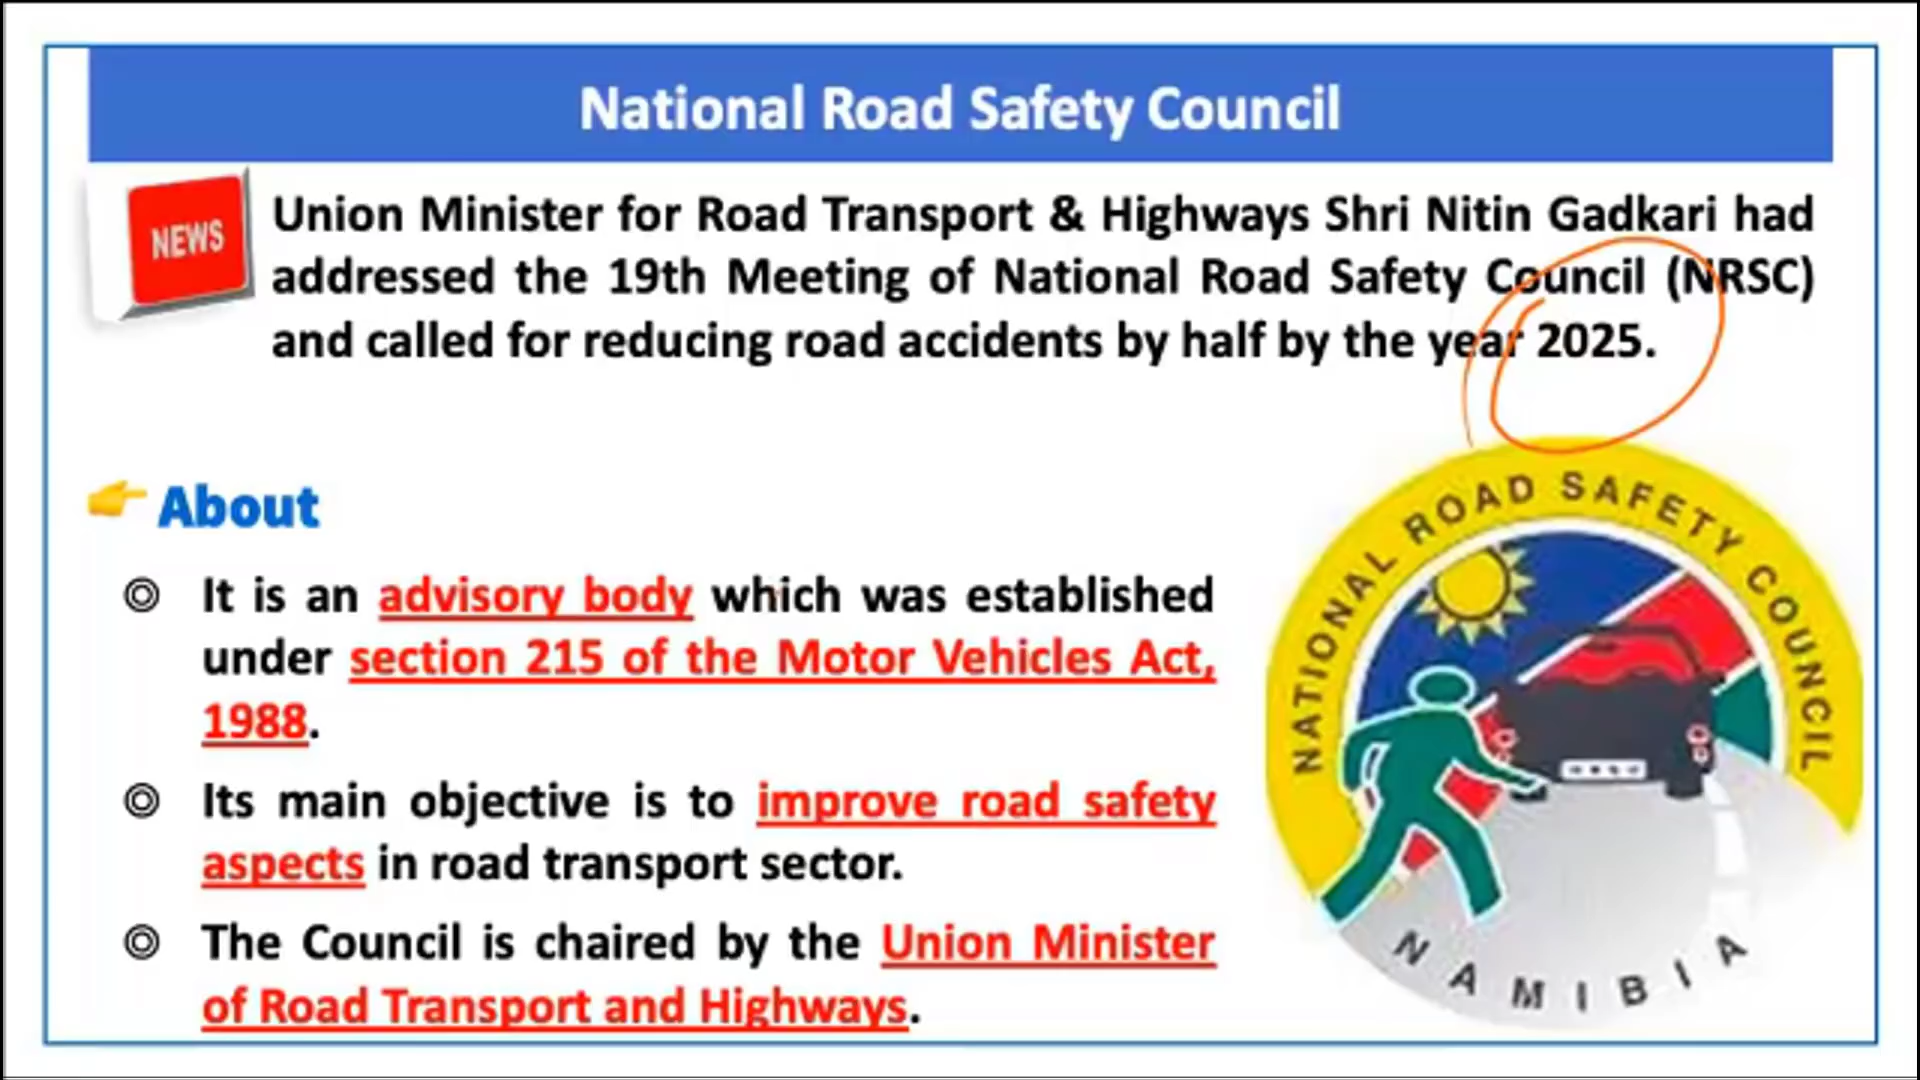 National Road Safety Council
NEWS
Union Minister for Road Transport & Highways Shri Nitin Gadkari had
addressed the 19th Meeting of National Road Safety Council (NRSC)
and called for reducing road accidents by half by the year 2025.
About
It is an advisory body which was established
under section 215 of the Motor Vehicles Act,
1988.
Its main objective is to improve road safety
aspects in road transport sector.
The Council is chaired by the Union Minister
of Road Transport and Highways.
NATIONAL ROAD SAFETY COUNCIL
NAMIBIA